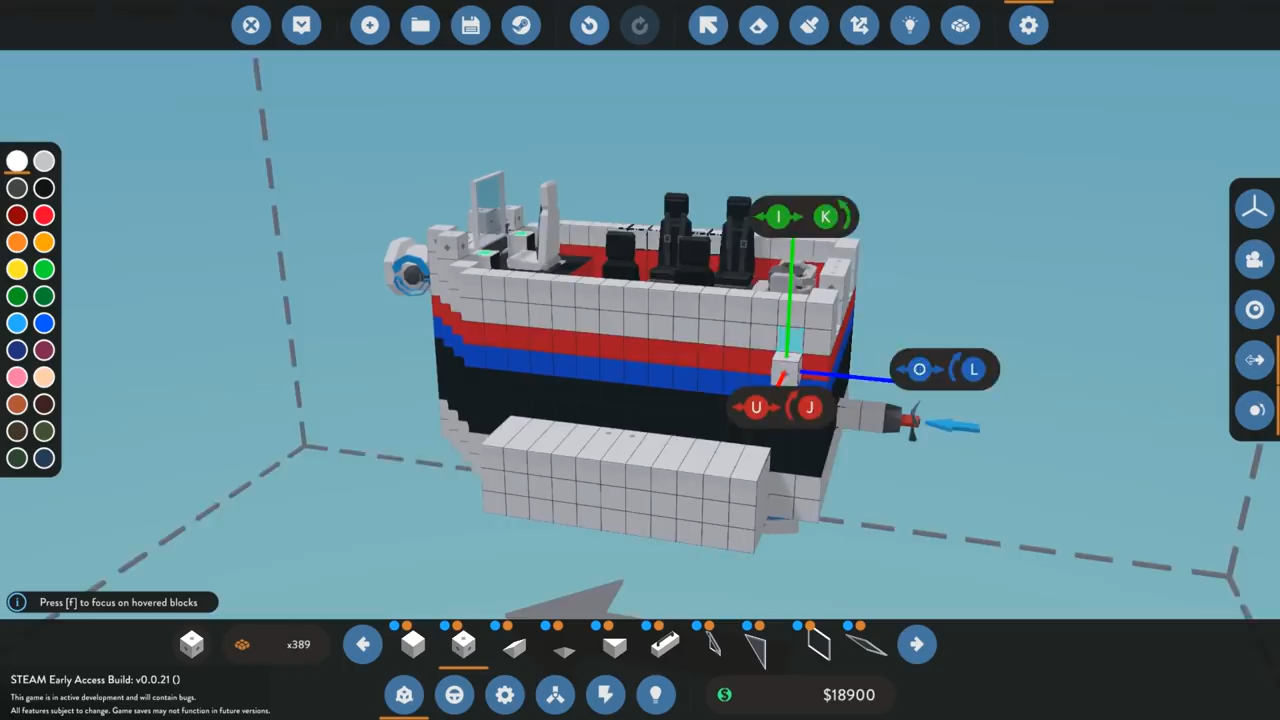 I K
O L
U J
Press [f] to focus on hovered blocks
x389
STEAM Early Access Build: v0.0.21 ()
This game is in active development and will contain bugs.
All features subject to change. Game saves may not function in future versions.
$ $18900